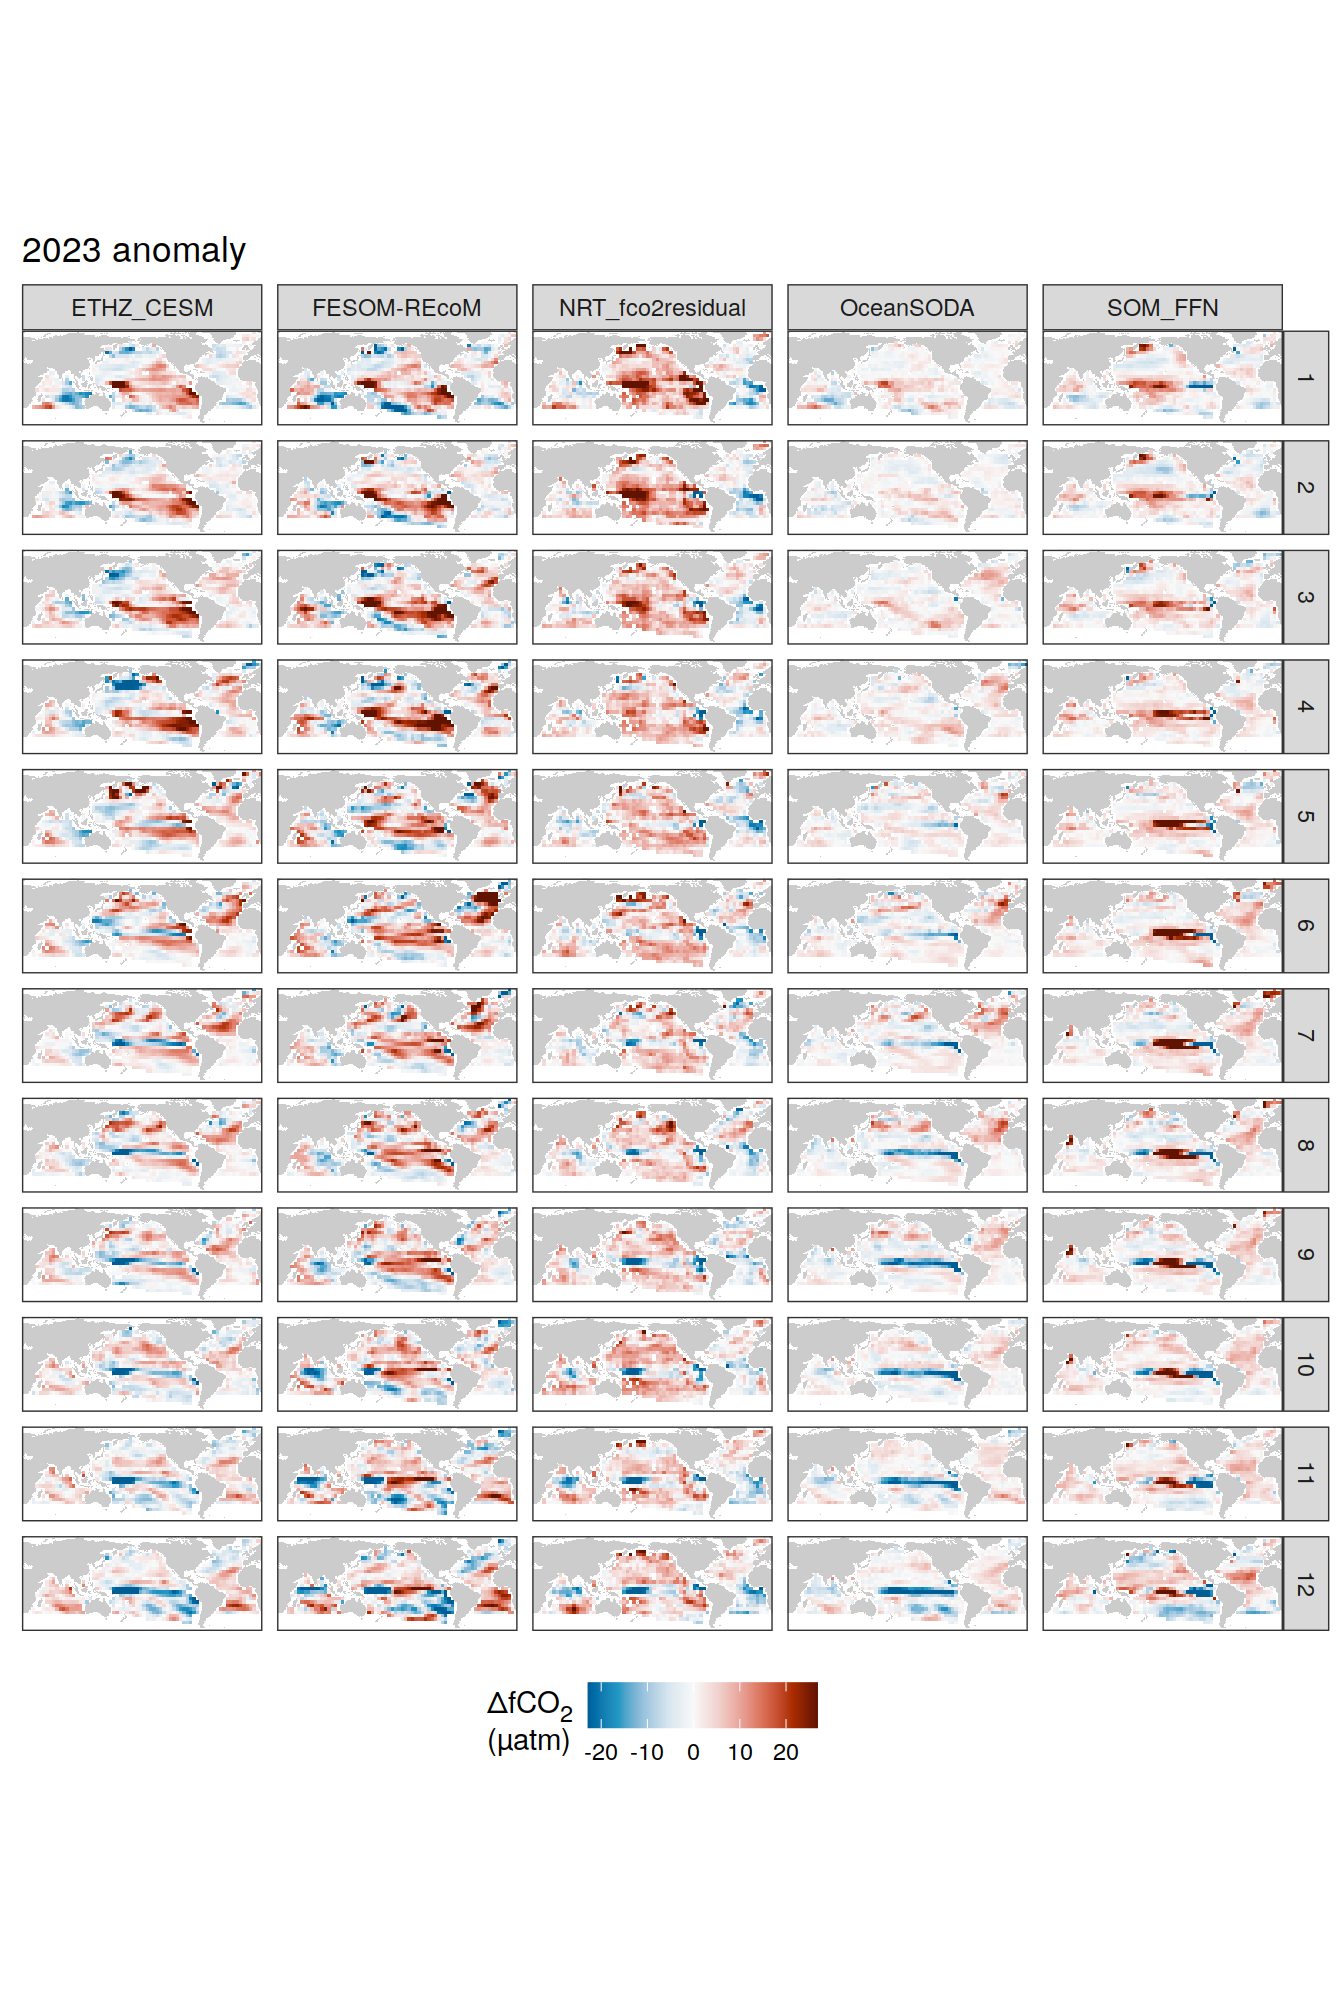 2023 anomaly
ETHZ_CESM FESOM-REcoM NRT_fco2residual OceanSODA SOM_FFN
1
2
3
4
5
6
7
8
9
10
11
12
ΔfCO₂
(µatm)
-20 -10 0 10 20